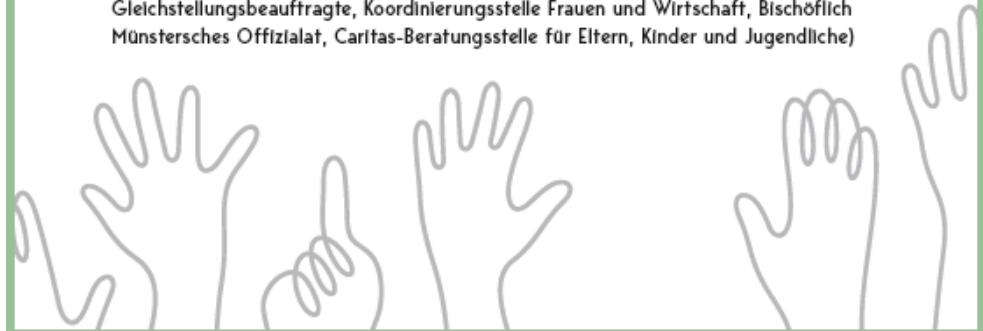 Gleichstellungsbeauftragte, Koordinierungsstelle Frauen und Wirtschaft, Bischöflich
Münstersches Offizialat, Caritas-Beratungsstelle für Eltern, Kinder und Jugendliche)